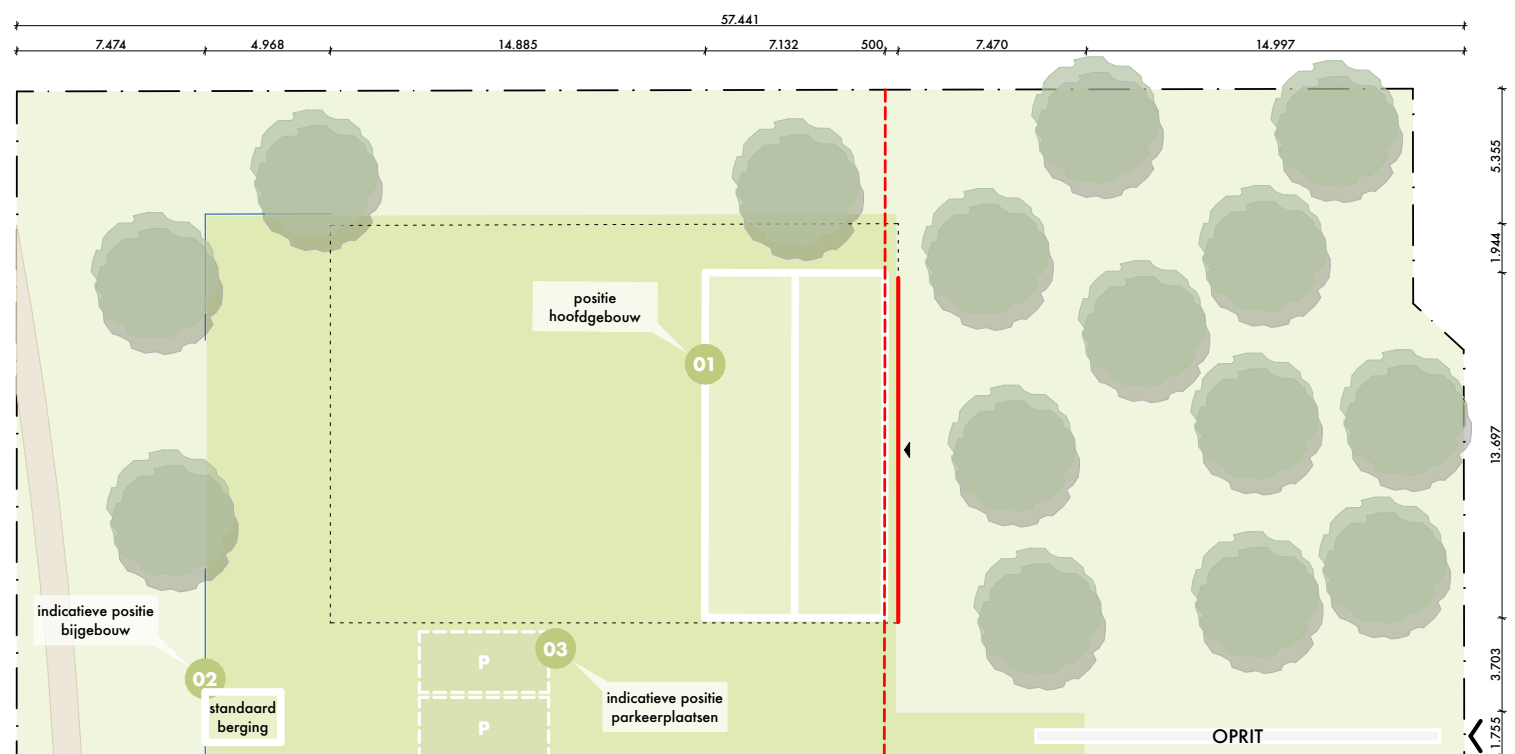 57.441
7.474 4.968 14.885 7.132 500 7.470 14.997
5.355
1.944
positie
hoofdgebouw
01
13.697
indicatieve positie
bijgebouw
03
P
3.703
02
indicatieve positie
parkeerplaatsen
standaard
berging
P
OPRIT
.755